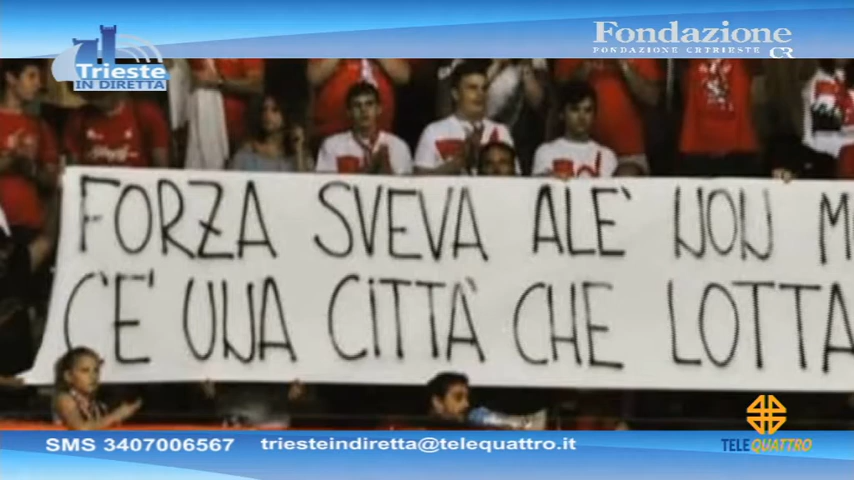 Fondazione
FONDAZIONE CRTRIESTE
CR
Trieste
IN DIRETTA
FORZA SVEVA ALE' NON M
C'E' UNA CITTÀ CHE LOTTA
SMS 3407006567
triesteindiretta@telequattro.it
TELEQUATTRO